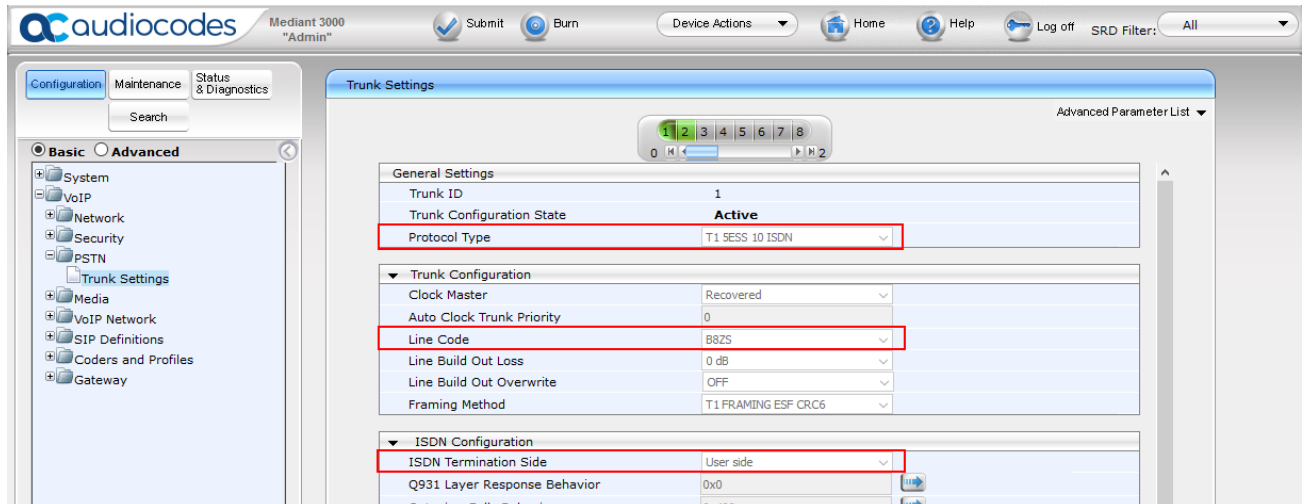 audiocodes
Mediant 3000
"Admin"
Submit
Burn
Device Actions
Home
Help
Log off
SRD Filter:
All
Configuration
Maintenance
Status
& Diagnostics
Search
Basic
Advanced
System
VoIP
Network
Security
PSTN
Trunk Settings
Media
VoIP Network
SIP Definitions
Coders and Profiles
Gateway
Trunk Settings
Advanced Parameter List
1 2 3 4 5 6 7 8
0 2
General Settings
Trunk ID 1
Trunk Configuration State Active
Protocol Type T1 5ESS 10 ISDN
Trunk Configuration
Clock Master Recovered
Auto Clock Trunk Priority 0
Line Code B8ZS
Line Build Out Loss 0 dB
Line Build Out Overwrite OFF
Framing Method T1 FRAMING ESF CRC6
ISDN Configuration
ISDN Termination Side User side
Q931 Layer Response Behavior 0x0